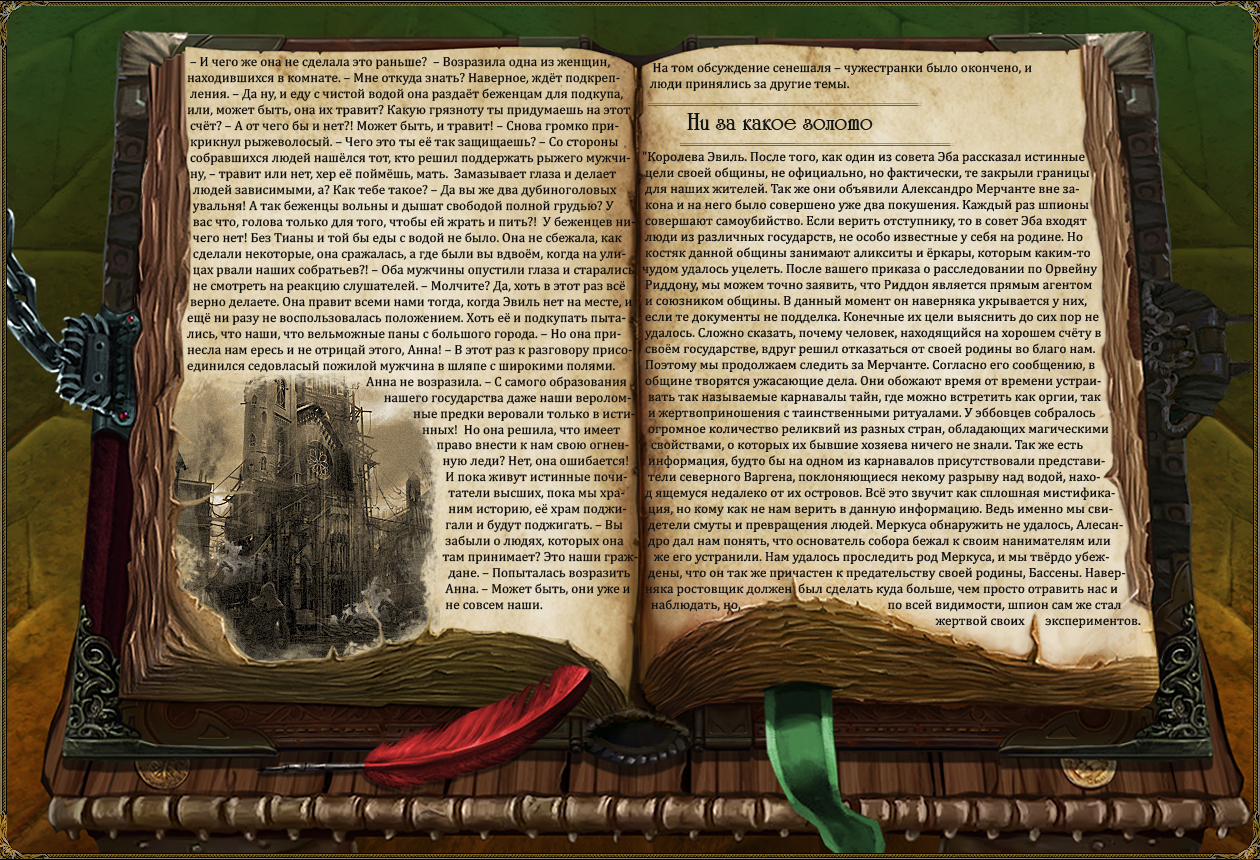 – И чего же она не сделала это раньше?  – Возразила одна из женщин,
находившихся в комнате. – Мне откуда знать? Наверное, ждёт подкреп-
ления. – Да ну, и еду с чистой водой она раздаёт беженцам для подкупа,
или, может быть, она их травит? Какую грязноту ты придумаешь на этот
счёт? – А от чего бы и нет?! Может быть, и травит! – Снова громко при-
крикнул рыжеволосый. – Чего это ты её так защищаешь? – Со стороны
собравшихся людей нашёлся тот, кто решил поддержать рыжего мужчи-
ну, – травит или нет, хер её поймёшь, мать.  Замазывает глаза и делает
людей зависимыми, а? Как тебе такое? – Да вы же два дубиноголовых
увальня! А так беженцы вольны и дышат свободой полной грудью? У
вас что, голова только для того, чтобы ей жрать и пить?!  У беженцев ни-
чего нет! Без Тианы и той бы еды с водой не было. Она не сбежала, как
сделали некоторые, она сражалась, а где были вы вдвоём, когда на ули-
цах рвали наших собратьев?! – Оба мужчины опустили глаза и старались
не смотреть на реакцию слушателей. – Молчите? Да, хоть в этот раз всё
верно делаете. Она правит всеми нами тогда, когда Эвиль нет на месте, и
ещё ни разу не воспользовалась положением. Хоть её и подкупать пыта-
лись, что наши, что вельможные паны с большого города. – Но она при-
несла нам ересь и не отрицай этого, Анна! – В этот раз к разговору присо-
единился седовласый пожилой мужчина в шляпе с широкими полями.
Анна не возразила. – С самого образования
нашего государства даже наши вероло­м-
ные предки веровали только в исти-
нных!  Но она решила, что имеет
право внести к нам свою огнен-
ную леди? Нет, она ошибается!
И пока живут истинные почи-
татели высших, пока мы хра-
ним историю, её храм поджи-
гали и будут поджигать. – Вы
забыли о людях, которых она
там принимает? Это наши граж-
дане. – Попыталась возразить
Анна. – Может быть, они уже и
не совсем наши.
На том обсуждение сенешаля – чужестранки было окончено, и
люди принялись за другие темы.
Ни за какое золото
"Королева Эвиль. После того, как один из совета Эба рассказал истинные
цели своей общины, не официально, но фактически, те закрыли границы
для наших жителей. Так же они объявили Александро Мерчанте вне за-
кона и на него было совершено уже два покушения. Каждый раз шпионы
совершают самоубийство. Если верить отступнику, то в совет Эба входят
люди из различных государств, не особо известные у себя на родине. Но
костяк данной общины занимают аликситы и ёркары, которым каким-то
чудом удалось уцелеть. После вашего приказа о расследовании по Орвейну
Риддону, мы можем точно заявить, что Риддон является прямым агентом
и союзником общины. В данный момент он наверняка укрывается у них,
если те документы не подделка. Конечные их цели выяснить до сих пор не
удалось. Сложно сказать, почему человек, находящийся на хорошем счёту в
своём государстве, вдруг решил отказаться от своей родины во благо нам.
Поэтому мы продолжаем следить за Мерчанте. Согласно его сообщению, в
общине творятся ужасающие дела. Они обожают время от времени устраи-
вать так называемые карнавалы тайн, где можно встретить как оргии, так
и жертвоприношения с таинственными ритуалами. У эббовцев собралось
огромное количество реликвий из разных стран, обладающих магическими
свойствами, о которых их бывшие хозяева ничего не знали. Так же есть
информация, будто бы на одном из карнавалов присутствовали представи-
тели северного Варгена, поклоняющиеся некому разрыву над водой, нахо-
д ящемуся недалеко от их островов. Всё это звучит как сплошная мистифика-
ция, но кому как не нам верить в данную информацию. Ведь именно мы сви-
детели смуты и превращения людей. Меркуса обнаружить не удалось, Алесан-
дро дал нам понять, что основатель собора бежал к своим нанимателям или
же его устранили. Нам удалось проследить род Меркуса, и мы твёрдо убеж-
дены, что он так же причастен к предательству своей родины, Бассены. Навер-
няка ростовщик должен был сделать куда больше, чем просто отравить нас и
наблюдать, но, по всей видимости, шпион сам же стал
жертвой своих экспериментов.